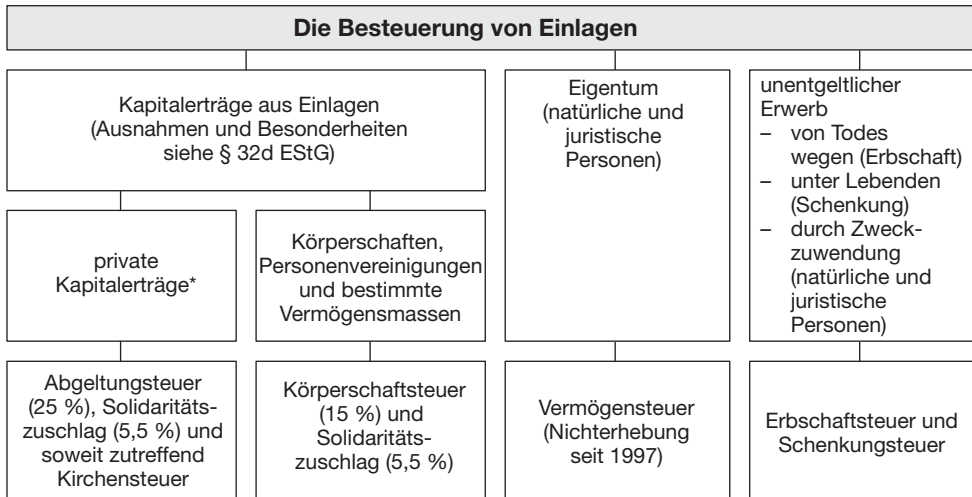 Die Besteuerung von Einlagen
Kapitalerträge aus Einlagen
(Ausnahmen und Besonderheiten
siehe § 32d EStG)
Eigentum
(natürliche und
juristische
Personen)
unentgeltlicher
Erwerb
– von Todes
wegen (Erbschaft)
– unter Lebenden
(Schenkung)
– durch Zweck-
zuwendung
(natürliche und
juristische
Personen)
private
Kapitalerträge*
Körperschaften,
Personenvereinigungen
und bestimmte
Vermögensmassen
Abgeltungsteuer
(25 %), Solidaritäts-
zuschlag (5,5 %) und
soweit zutreffend
Kirchensteuer
Körperschaftsteuer
(15 %) und
Solidaritäts-
zuschlag (5,5 %)
Vermögensteuer
(Nichterhebung
seit 1997)
Erbschaftsteuer und
Schenkungsteuer